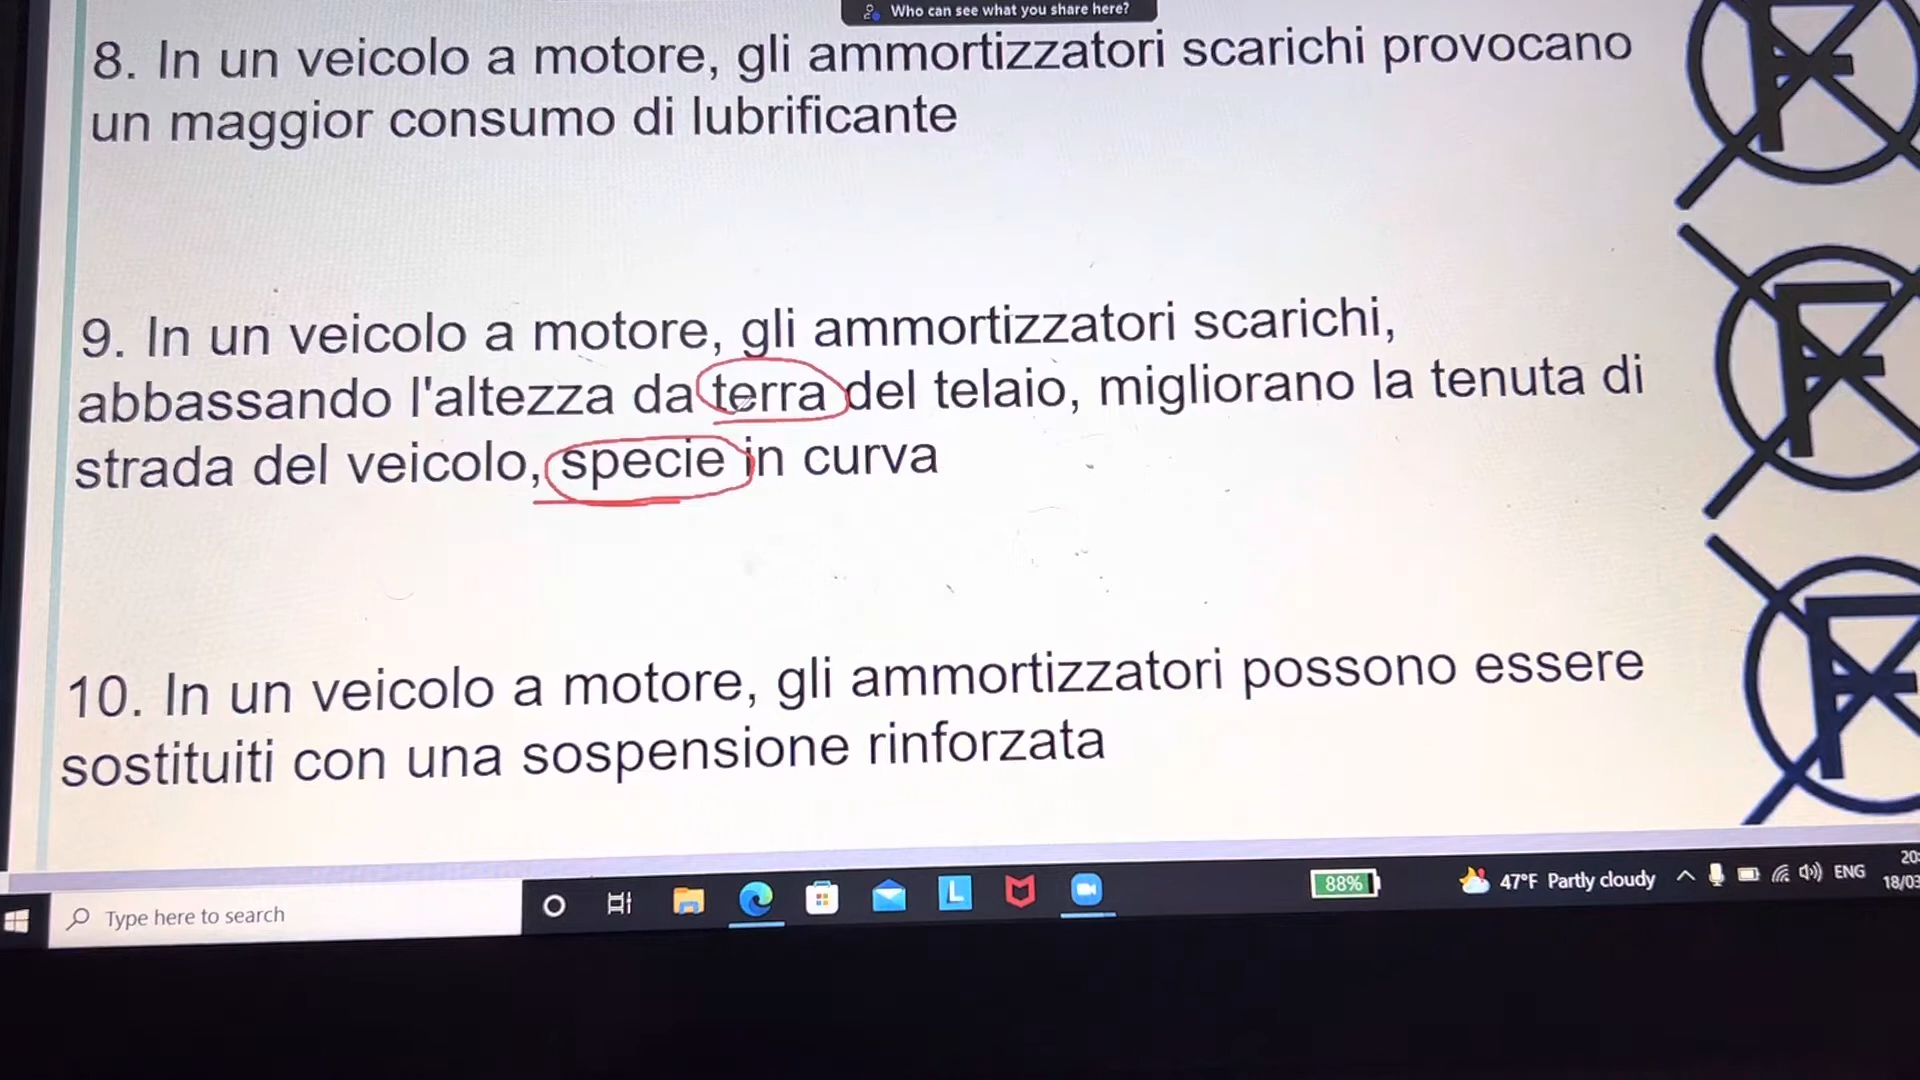 Who can see what you share here?
8. In un veicolo a motore, gli ammortizzatori scarichi provocano
un maggior consumo di lubrificante
F
9. In un veicolo a motore, gli ammortizzatori scarichi,
abbassando l'altezza da terra del telaio, migliorano la tenuta di
strada del veicolo, specie in curva
F
10. In un veicolo a motore, gli ammortizzatori possono essere
sostituiti con una sospensione rinforzata
F
Type here to search
L
88%
47°F Partly cloudy
ENG